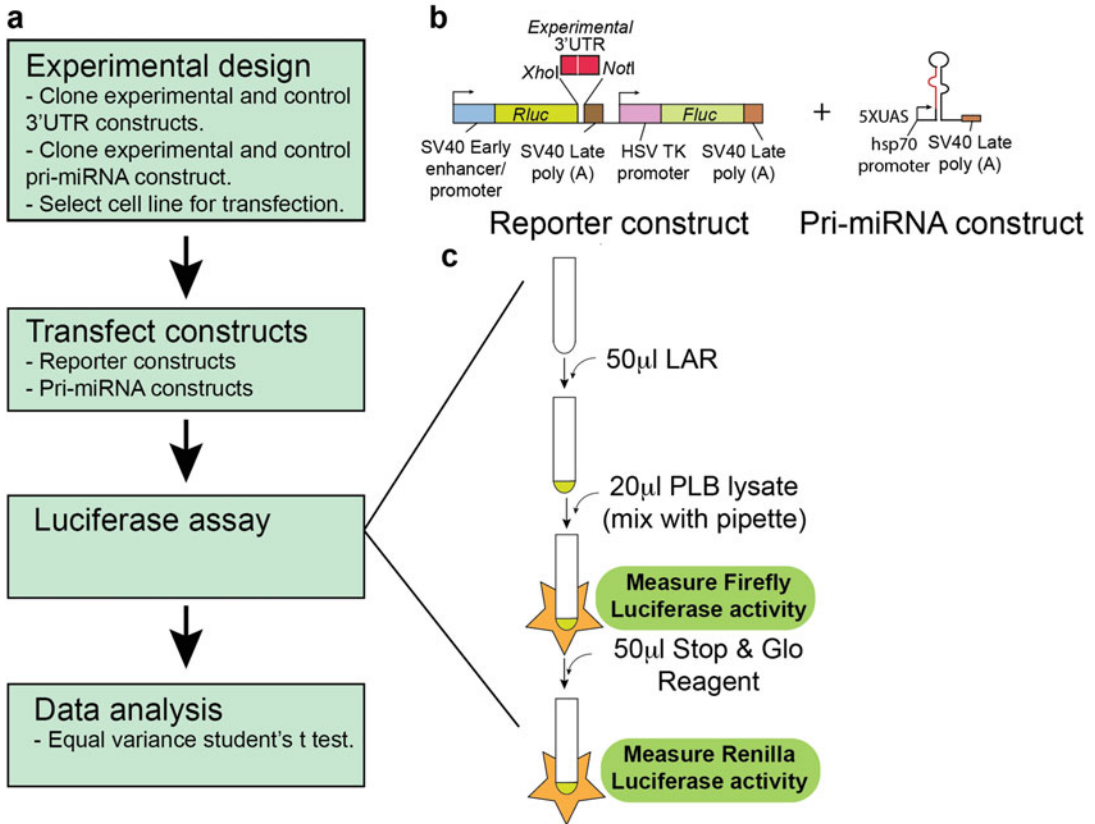 a
Experimental design
- Clone experimental and control
3'UTR constructs.
- Clone experimental and control
pri-miRNA construct.
- Select cell line for transfection.
Transfect constructs
- Reporter constructs
- Pri-miRNA constructs
Luciferase assay
Data analysis
- Equal variance student's t test.
b
Experimental
3'UTR
XhoI
NotI
Rluc
Fluc
SV40 Early
enhancer/
promoter
SV40 Late
poly (A)
HSV TK
promoter
SV40 Late
poly (A)
Reporter construct
+
5XUAS
hsp70
promoter
SV40 Late
poly (A)
Pri-miRNA construct
c
50µl LAR
20µl PLB lysate
(mix with pipette)
Measure Firefly
Luciferase activity
50µl Stop & Glo
Reagent
Measure Renilla
Luciferase activity